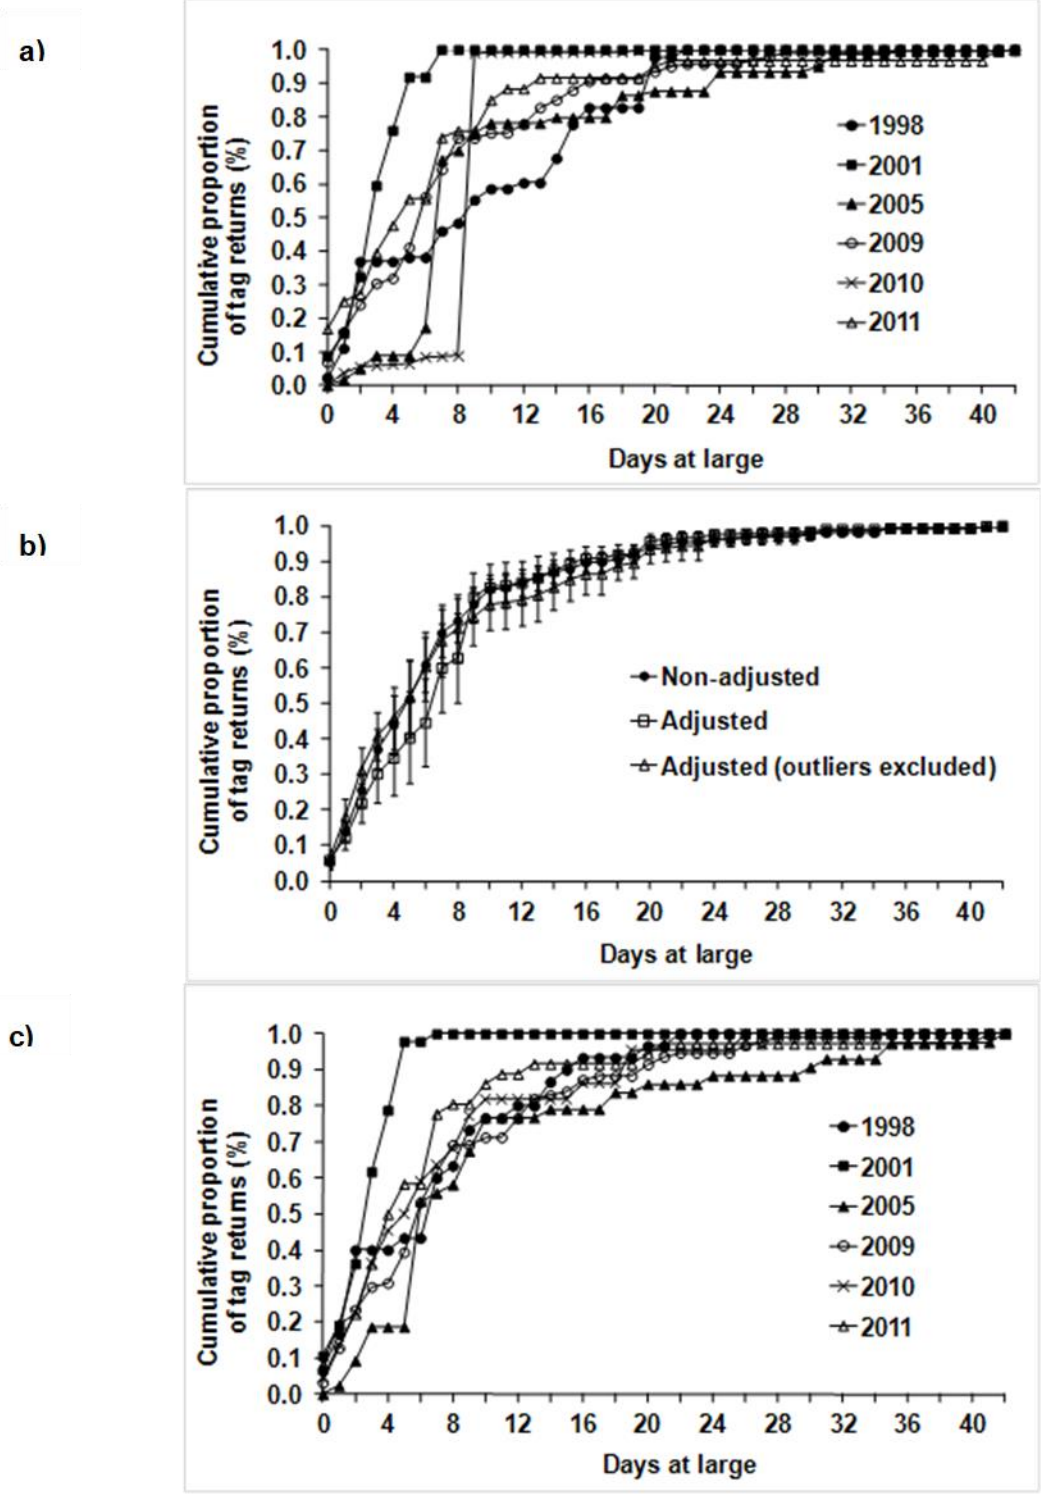 a)
1.0
0.9
0.8
0.7
0.6
0.5
0.4
0.3
0.2
0.1
0.0
Cumulative proportion
of tag returns (%)
1998
2001
2005
2009
2010
2011
0 4 8 12 16 20 24 28 32 36 40
Days at large
b)
1.0
0.9
0.8
0.7
0.6
0.5
0.4
0.3
0.2
0.1
0.0
Cumulative proportion
of tag returns (%)
Non-adjusted
Adjusted
Adjusted (outliers excluded)
0 4 8 12 16 20 24 28 32 36 40
Days at large
c)
1.0
0.9
0.8
0.7
0.6
0.5
0.4
0.3
0.2
0.1
0.0
Cumulative proportion
of tag returns (%)
1998
2001
2005
2009
2010
2011
0 4 8 12 16 20 24 28 32 36 40
Days at large